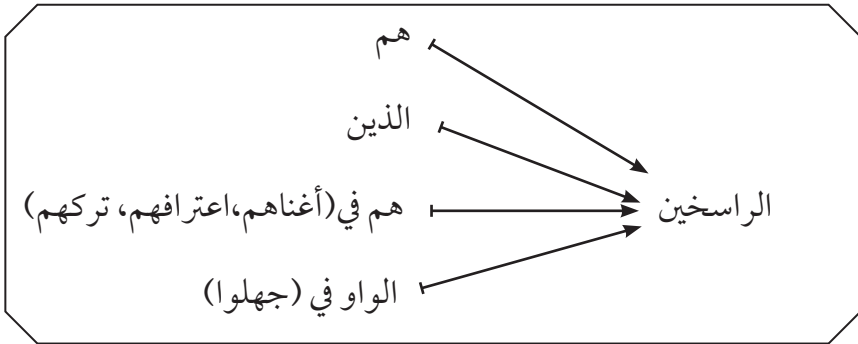 هم
الذين
هم في(أغناهم،اعترافهم، تركهم)
الراسخين
الواو في (جهلوا)